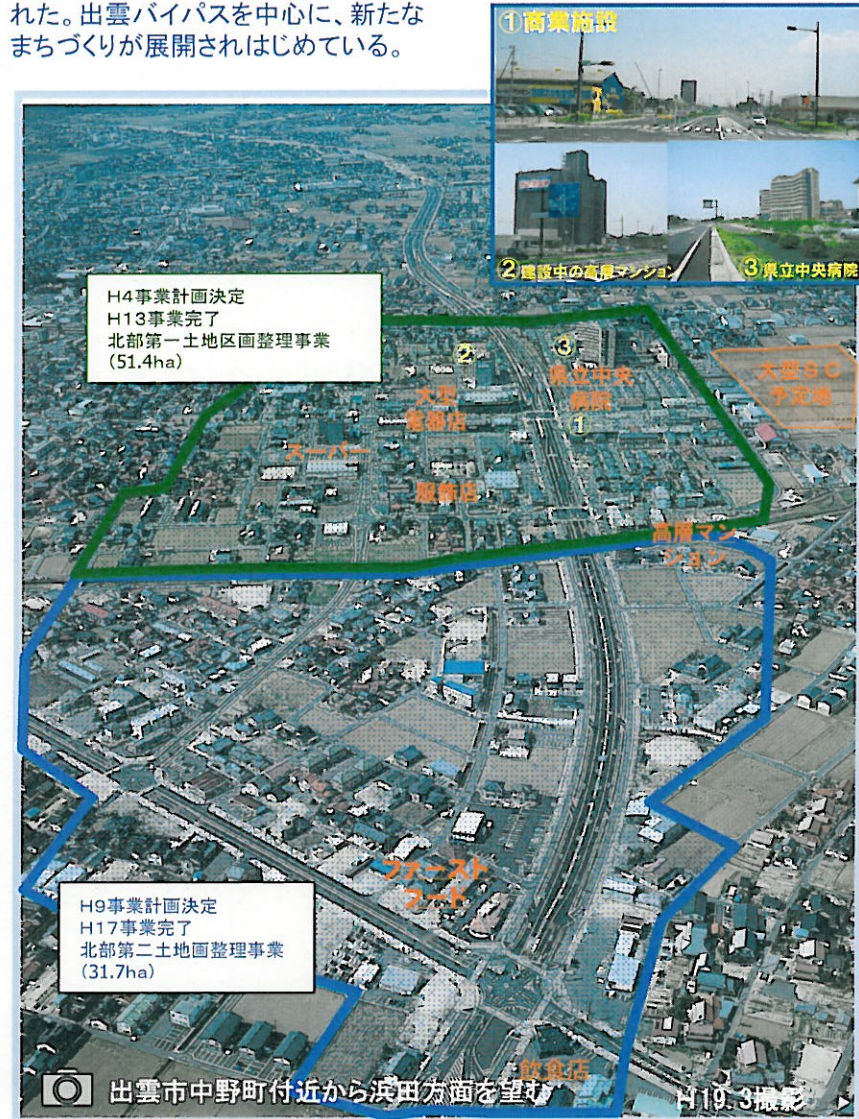 れた。出雲バイパスを中心に、新たな
まちづくりが展開されはじめている。
①商業施設
②建設中の高層マンション
③県立中央病院
H4事業計画決定
H13事業完了
北部第一土地区画整理事業
(51.4ha)
②
③
県立中央
病院
①
大型SC
予定地
大型
電器店
スーパー
服飾店
高層マン
ション
ファースト
フード
H9事業計画決定
H17事業完了
北部第二土地画整理事業
(31.7ha)
飲食店
出雲市中野町付近から浜田方面を望む
H19.3撮影